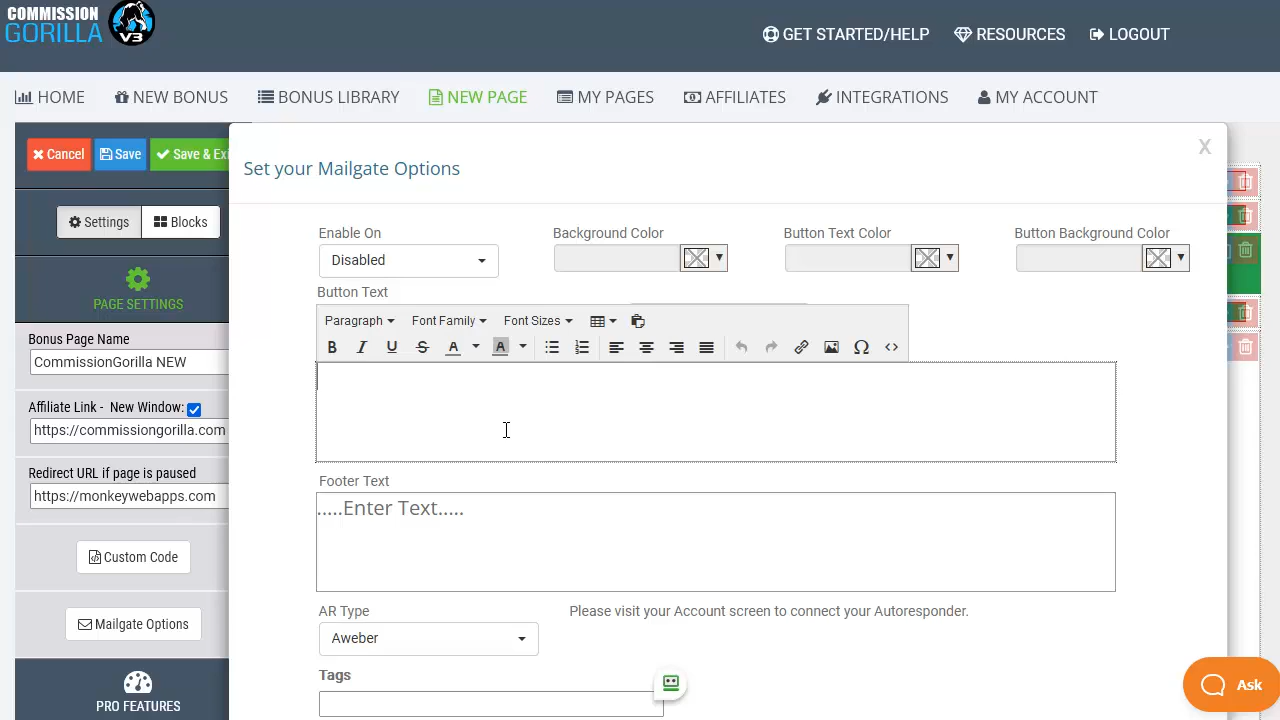 COMMISSION
GORILLA V3
GET STARTED/HELP RESOURCES LOGOUT
HOME NEW BONUS BONUS LIBRARY NEW PAGE MY PAGES AFFILIATES INTEGRATIONS MY ACCOUNT
Cancel Save Save & Exi
Settings Blocks
PAGE SETTINGS
Bonus Page Name
CommissionGorilla NEW
Affiliate Link - New Window:
https://commissiongorilla.com
Redirect URL if page is paused
https://monkeywebapps.com
Custom Code
Mailgate Options
PRO FEATURES
Set your Mailgate Options X
Enable On Background Color Button Text Color Button Background Color
Disabled
Button Text
Paragraph Font Family Font Sizes
B I U S A A
Footer Text
.....Enter Text.....
AR Type Please visit your Account screen to connect your Autoresponder.
Aweber
Tags
Ask